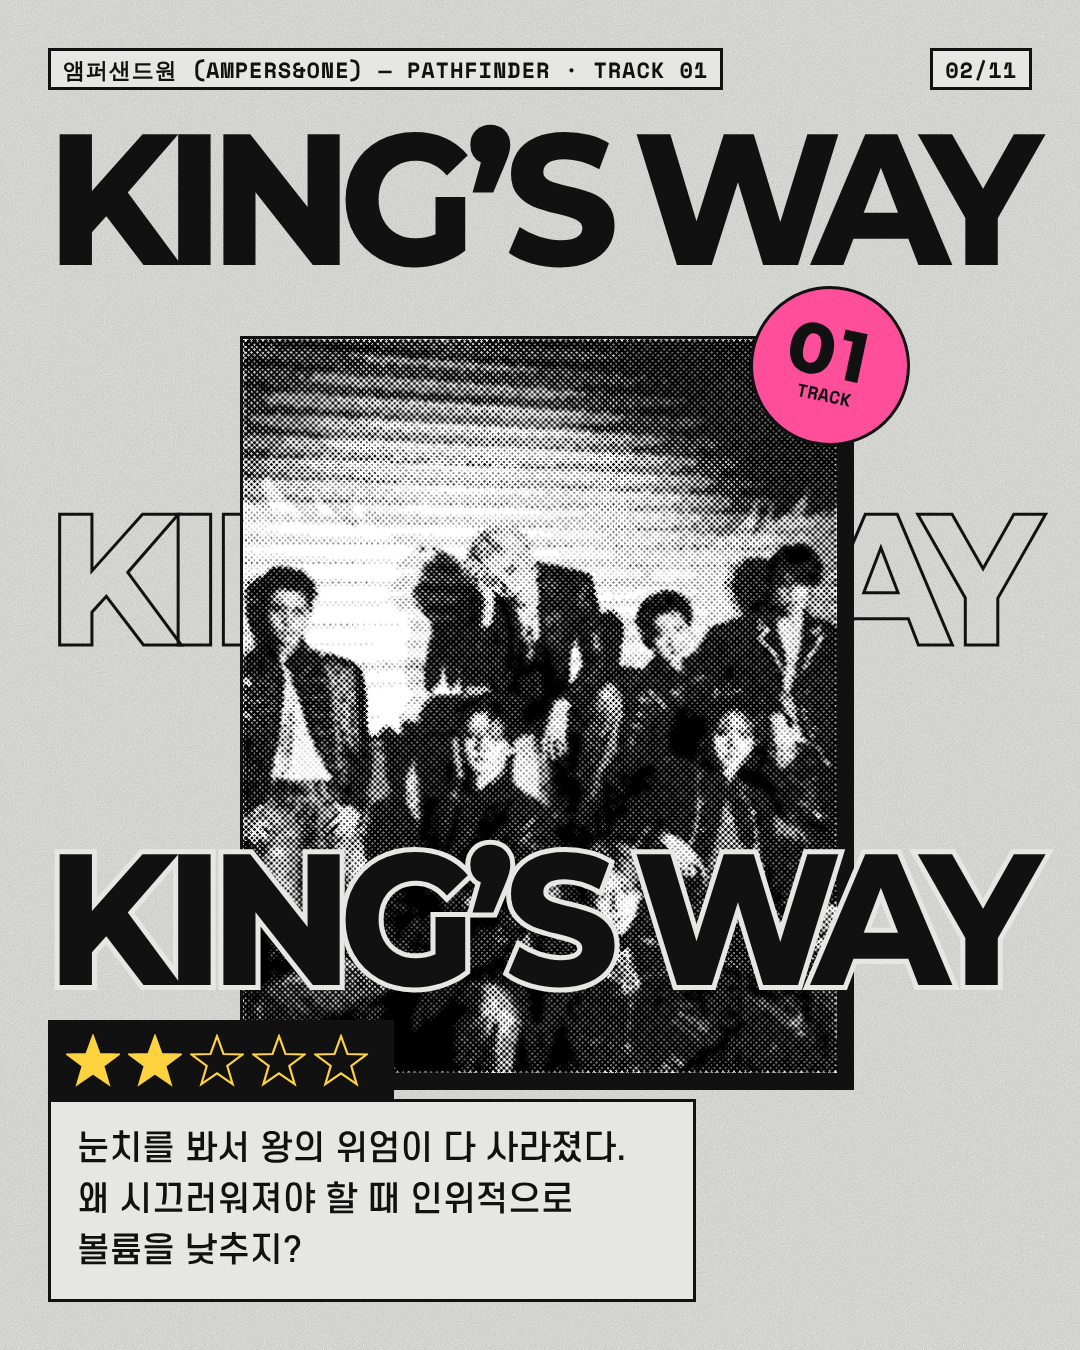 앰퍼샌드원 (AMPERS&ONE) — PATHFINDER · TRACK 01
02/11
KING’S WAY
01
TRACK
KI AY
KING’S WAY
눈치를 봐서 왕의 위엄이 다 사라졌다.
왜 시끄러워져야 할 때 인위적으로
볼륨을 낮추지?